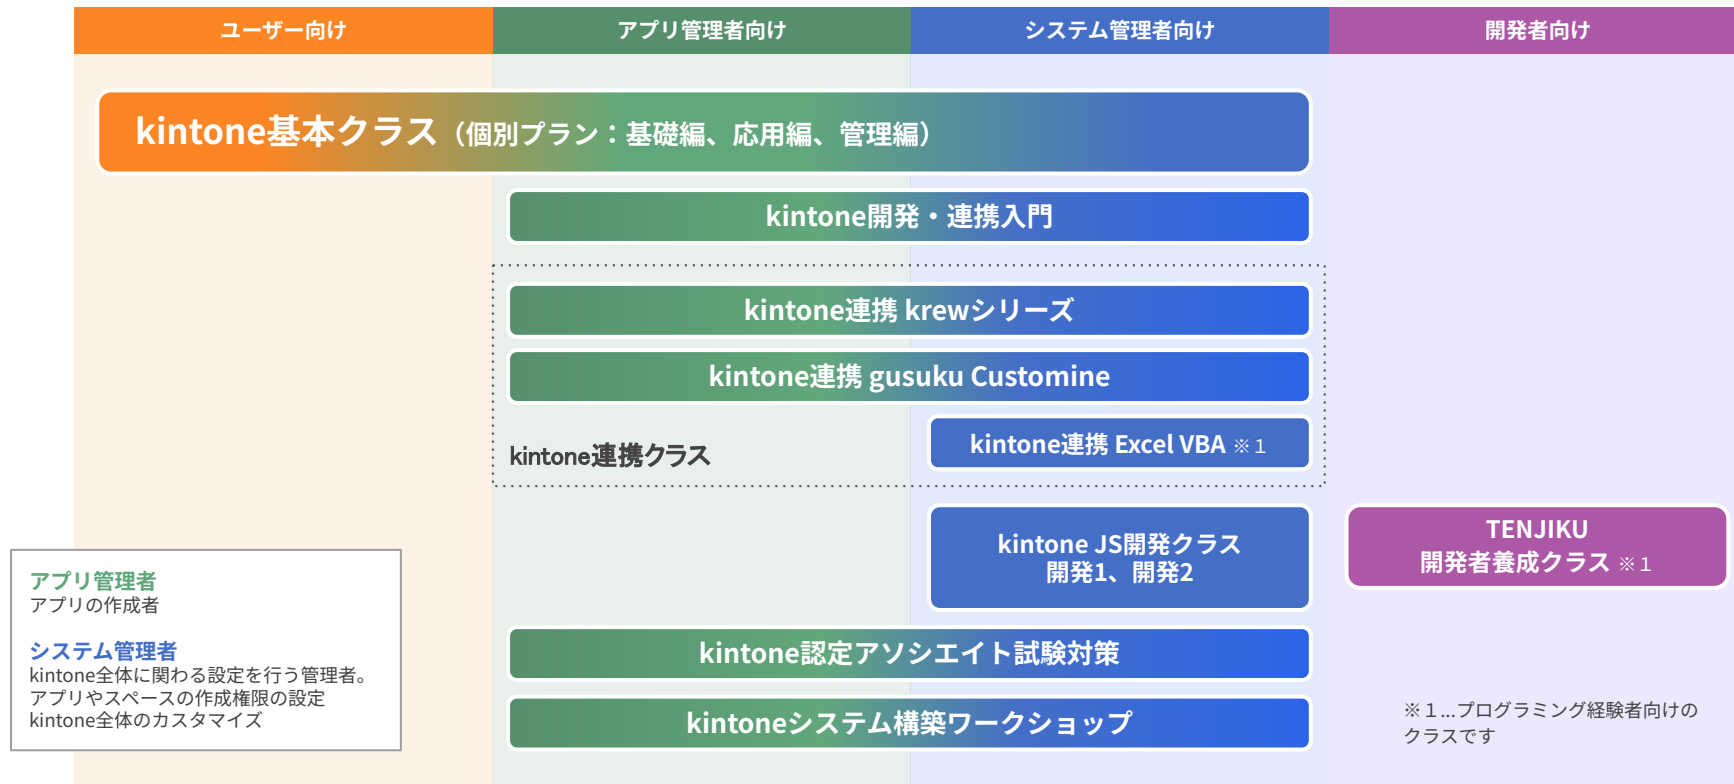 ユーザー向け
アプリ管理者向け
システム管理者向け
開発者向け
kintone基本クラス（個別プラン：基礎編、応用編、管理編）
kintone開発・連携入門
kintone連携 krewシリーズ
kintone連携 gusuku Customine
kintone連携 Excel VBA ※１
kintone連携クラス
kintone JS開発クラス
開発1、開発2
TENJIKU
開発者養成クラス ※１
kintone認定アソシエイト試験対策
kintoneシステム構築ワークショップ
アプリ管理者
アプリの作成者
システム管理者
kintone全体に関わる設定を行う管理者。
アプリやスペースの作成権限の設定
kintone全体のカスタマイズ
※１...プログラミング経験者向けの
クラスです